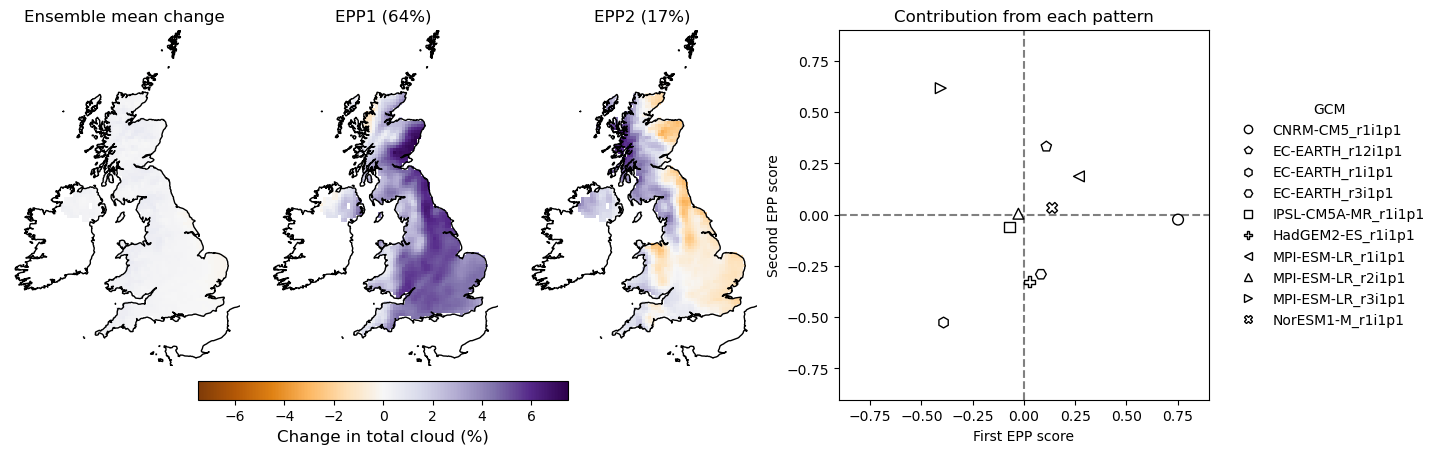 Ensemble mean change
EPP1 (64%)
EPP2 (17%)
Contribution from each pattern
−6 −4 −2 0 2 4 6
Change in total cloud (%)
Second EPP score
0.75
0.50
0.25
0.00
−0.25
−0.50
−0.75
−0.75 −0.50 −0.25 0.00 0.25 0.50 0.75
First EPP score
GCM
CNRM-CM5_r1i1p1
EC-EARTH_r12i1p1
EC-EARTH_r1i1p1
EC-EARTH_r3i1p1
IPSL-CM5A-MR_r1i1p1
HadGEM2-ES_r1i1p1
MPI-ESM-LR_r1i1p1
MPI-ESM-LR_r2i1p1
MPI-ESM-LR_r3i1p1
NorESM1-M_r1i1p1